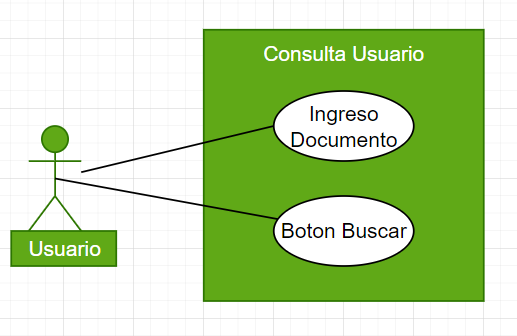 Consulta Usuario
Ingreso
Documento
Boton Buscar
Usuario